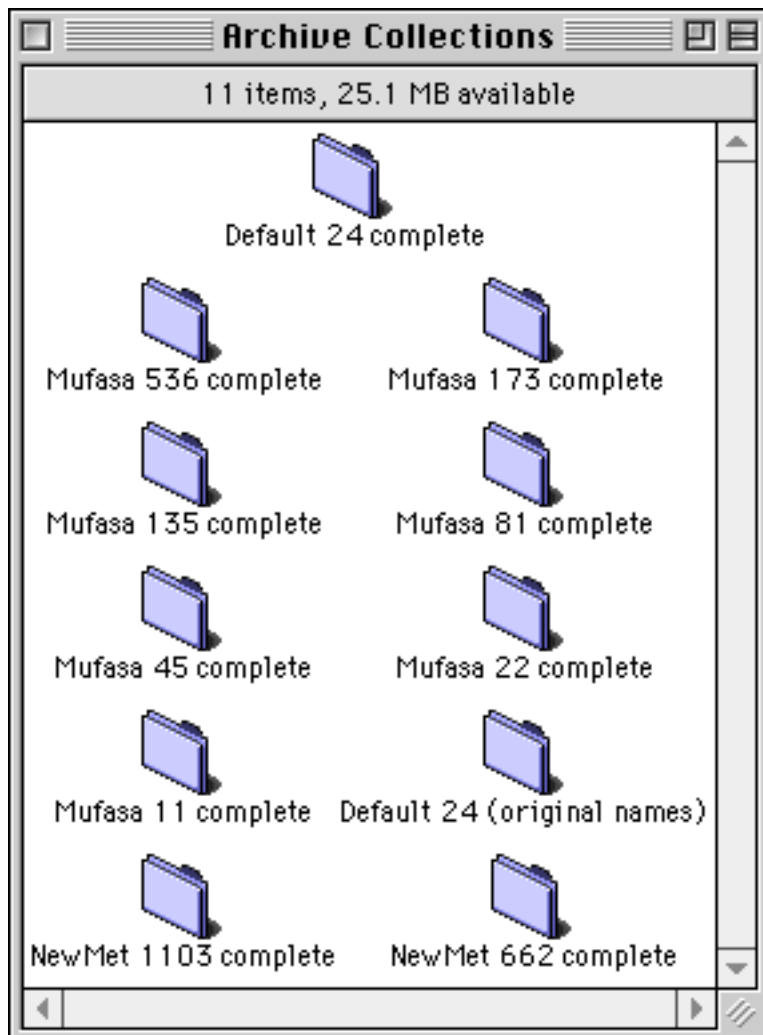 Archive Collections
11 items, 25.1 MB available
Default 24 complete
Mufasa 536 complete
Mufasa 173 complete
Mufasa 135 complete
Mufasa 81 complete
Mufasa 45 complete
Mufasa 22 complete
Mufasa 11 complete
Default 24 (original names)
NewMet 1103 complete
NewMet 662 complete